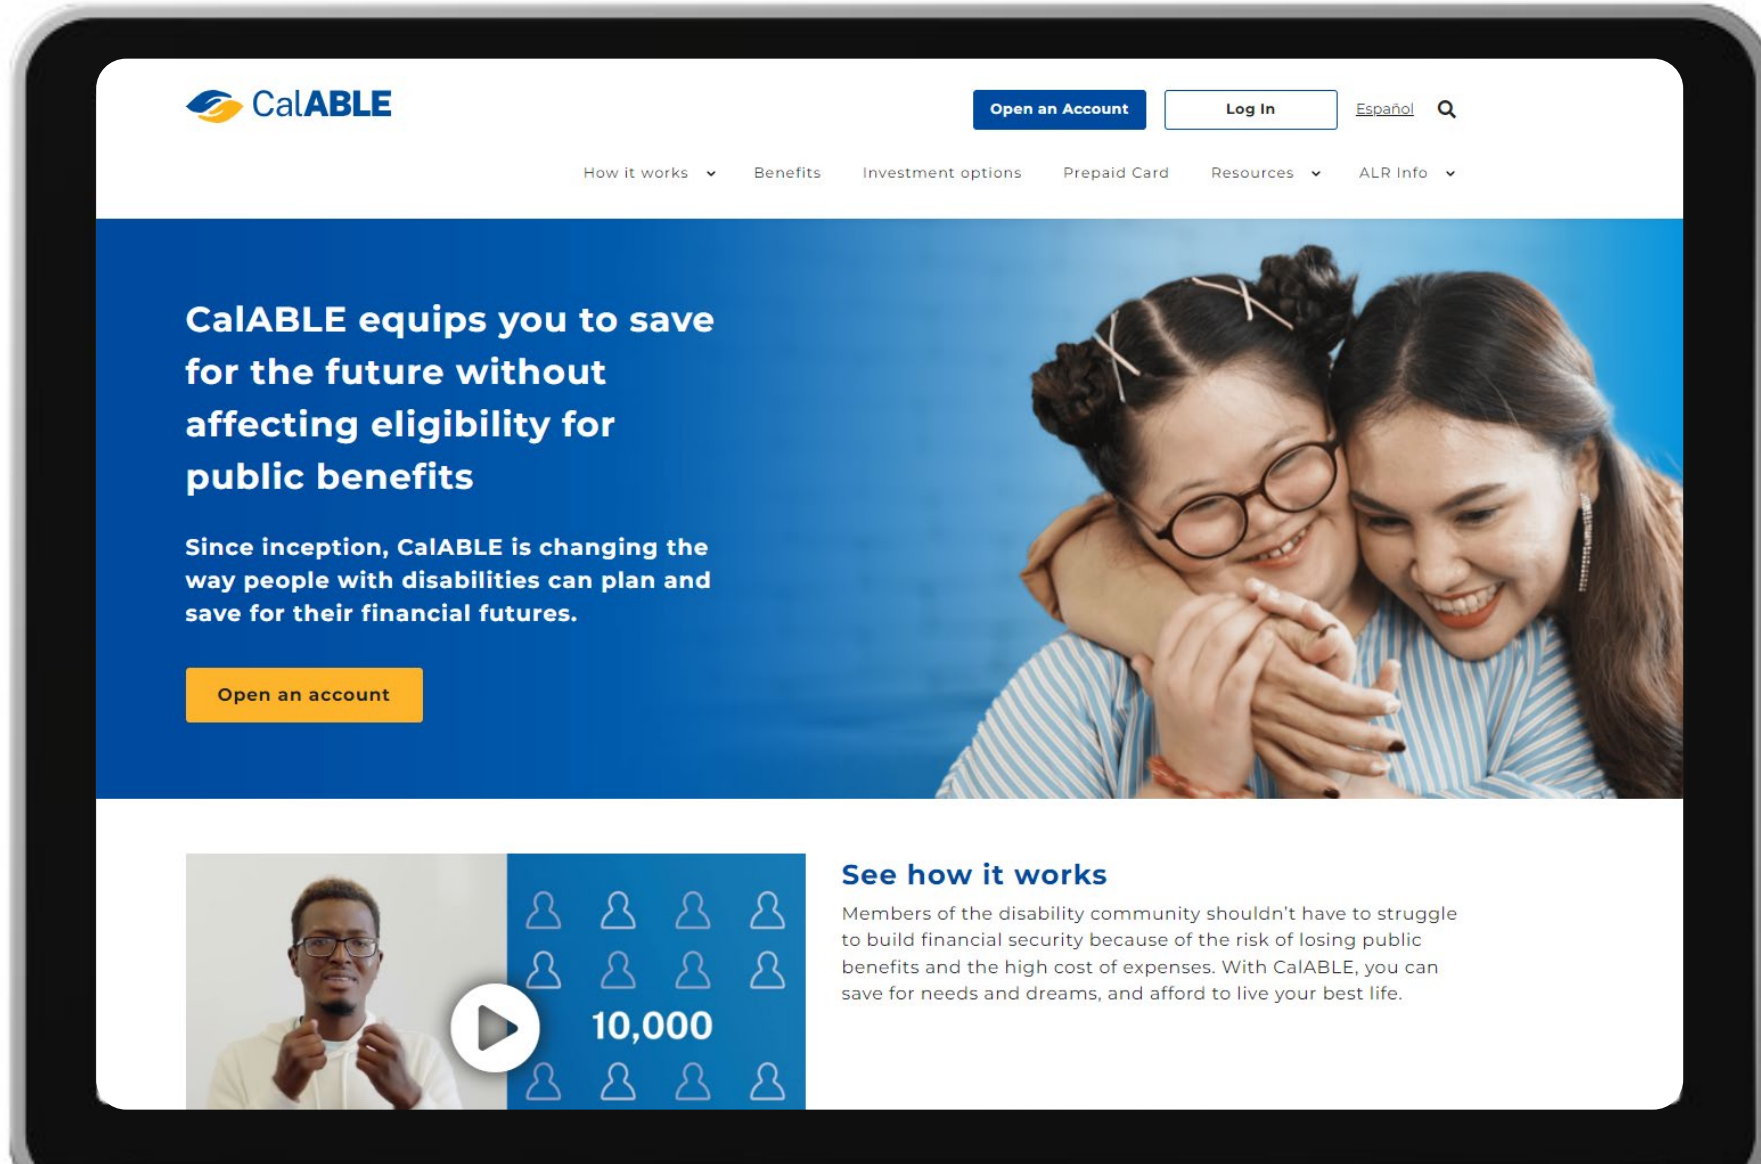 CalABLE
Open an Account
Log In
Español
How it works
Benefits
Investment options
Prepaid Card
Resources
ALR Info
CalABLE equips you to save
for the future without
affecting eligibility for
public benefits
Since inception, CalABLE is changing the
way people with disabilities can plan and
save for their financial futures.
Open an account
10,000
See how it works
Members of the disability community shouldn't have to struggle
to build financial security because of the risk of losing public
benefits and the high cost of expenses. With CalABLE, you can
save for needs and dreams, and afford to live your best life.